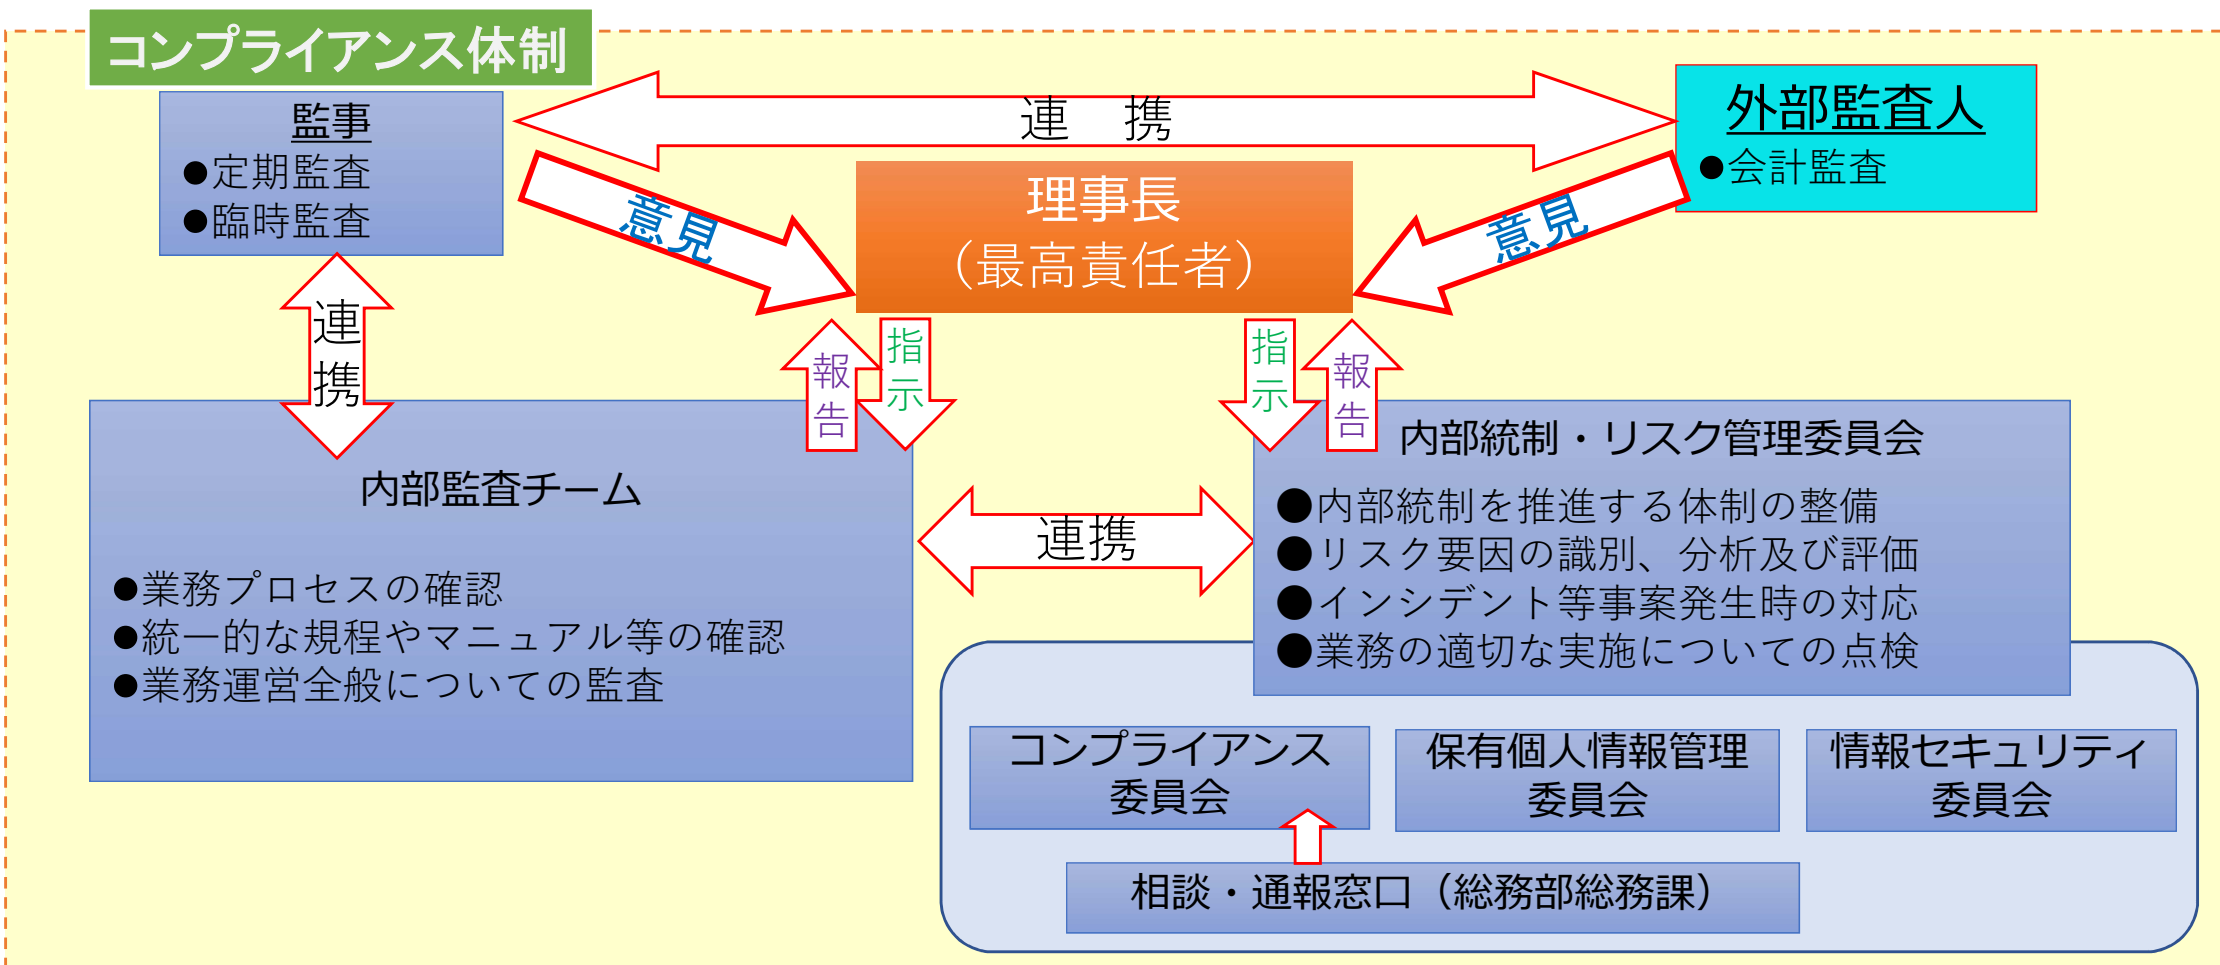 コンプライアンス体制
監事
●定期監査
●臨時監査
連　携
外部監査人
●会計監査
理事長
（最高責任者）
意見
意見
連
携
報
告
指
示
指
示
報
告
内部監査チーム
●業務プロセスの確認
●統一的な規程やマニュアル等の確認
●業務運営全般についての監査
連携
内部統制・リスク管理委員会
●内部統制を推進する体制の整備
●リスク要因の識別、分析及び評価
●インシデント等事案発生時の対応
●業務の適切な実施についての点検
コンプライアンス
委員会
保有個人情報管理
委員会
情報セキュリティ
委員会
相談・通報窓口（総務部総務課）